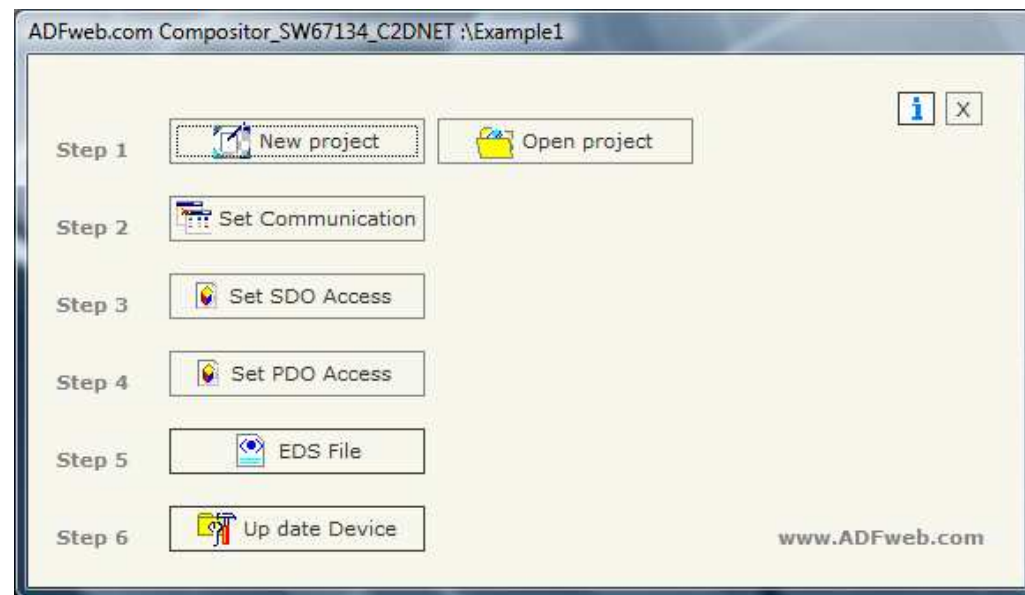 ADFweb.com Compositor_SW67134_C2DNET :\Example1
i X
Step 1 New project Open project
Step 2 Set Communication
Step 3 Set SDO Access
Step 4 Set PDO Access
Step 5 EDS File
Step 6 Up date Device
www.ADFweb.com